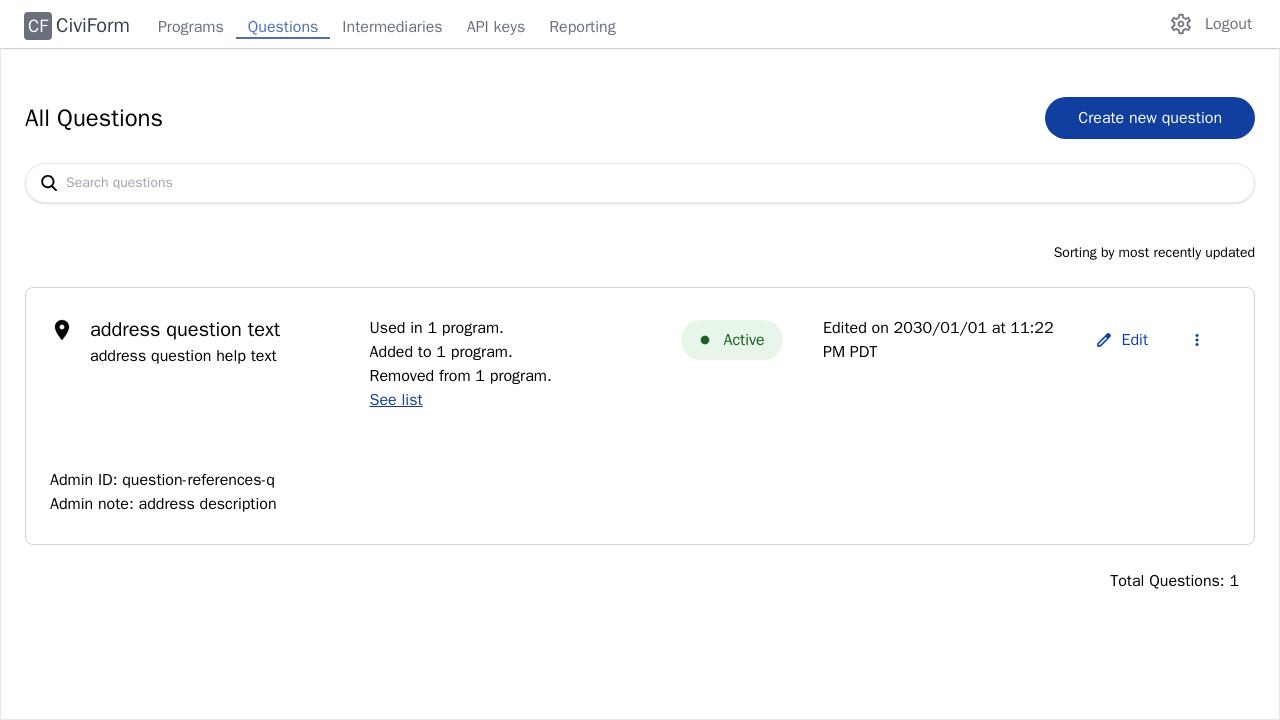 CF CiviForm Programs Questions Intermediaries API keys Reporting Logout
All Questions
Create new question
Search questions
Sorting by most recently updated
address question text
address question help text
Used in 1 program.
Added to 1 program.
Removed from 1 program.
See list
Active
Edited on 2030/01/01 at 11:22
PM PDT
Edit
Admin ID: question-references-q
Admin note: address description
Total Questions: 1